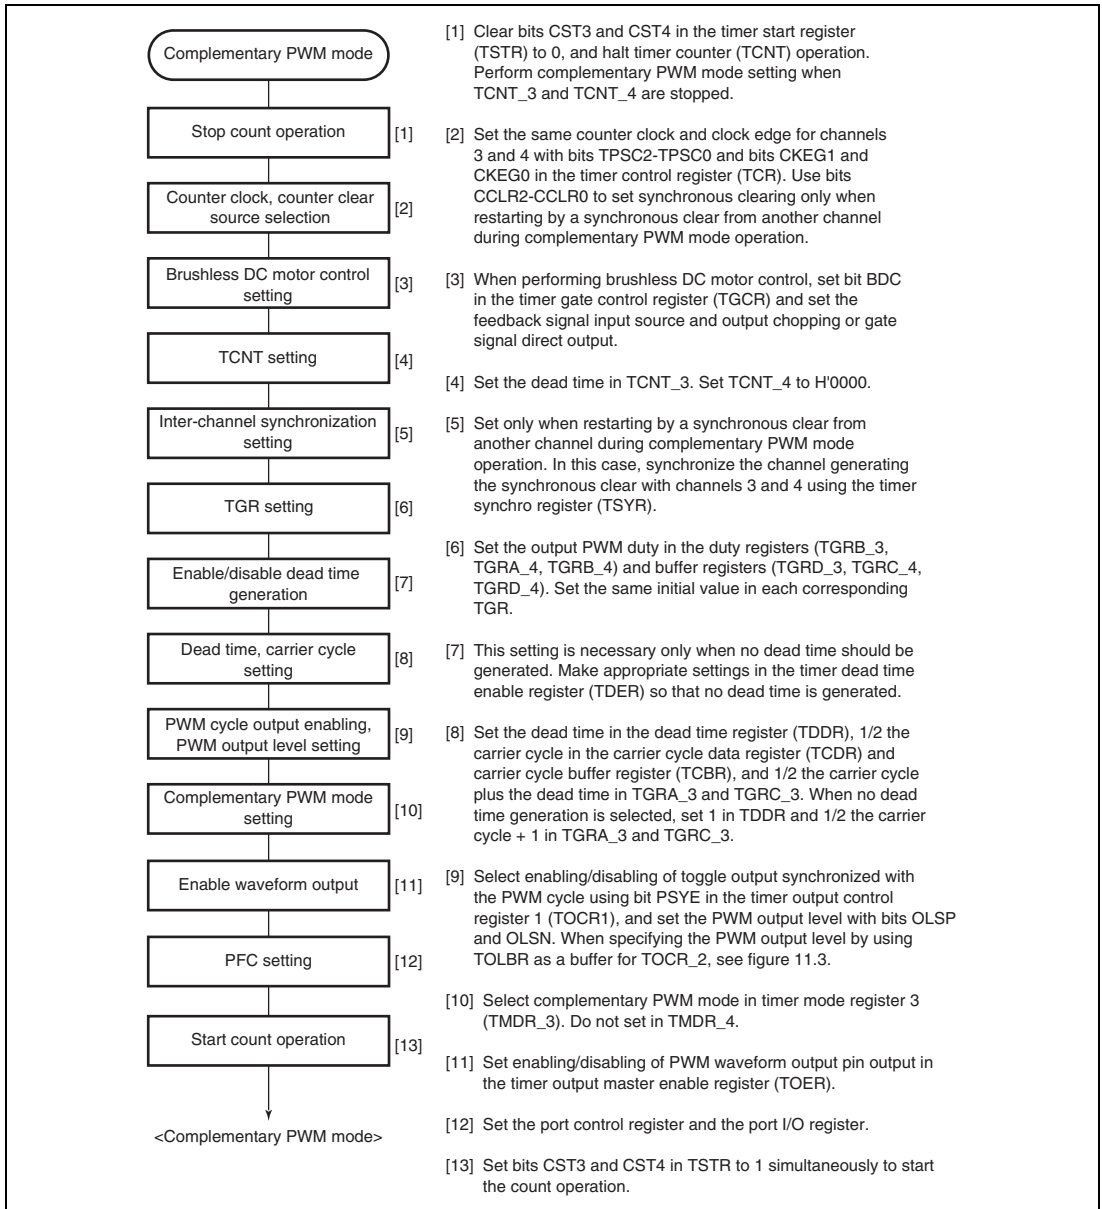 Complementary PWM mode
Stop count operation
[1]
Counter clock, counter clear
source selection
[2]
Brushless DC motor control
setting
[3]
TCNT setting
[4]
Inter-channel synchronization
setting
[5]
TGR setting
[6]
Enable/disable dead time
generation
[7]
Dead time, carrier cycle
setting
[8]
PWM cycle output enabling,
PWM output level setting
[9]
Complementary PWM mode
setting
[10]
Enable waveform output
[11]
PFC setting
[12]
Start count operation
[13]
<Complementary PWM mode>
[1] Clear bits CST3 and CST4 in the timer start register
(TSTR) to 0, and halt timer counter (TCNT) operation.
Perform complementary PWM mode setting when
TCNT_3 and TCNT_4 are stopped.
[2] Set the same counter clock and clock edge for channels
3 and 4 with bits TPSC2-TPSC0 and bits CKEG1 and
CKEG0 in the timer control register (TCR). Use bits
CCLR2-CCLR0 to set synchronous clearing only when
restarting by a synchronous clear from another channel
during complementary PWM mode operation.
[3] When performing brushless DC motor control, set bit BDC
in the timer gate control register (TGCR) and set the
feedback signal input source and output chopping or gate
signal direct output.
[4] Set the dead time in TCNT_3. Set TCNT_4 to H'0000.
[5] Set only when restarting by a synchronous clear from
another channel during complementary PWM mode
operation. In this case, synchronize the channel generating
the synchronous clear with channels 3 and 4 using the timer
synchro register (TSYR).
[6] Set the output PWM duty in the duty registers (TGRB_3,
TGRA_4, TGRB_4) and buffer registers (TGRD_3, TGRC_4,
TGRD_4). Set the same initial value in each corresponding
TGR.
[7] This setting is necessary only when no dead time should be
generated. Make appropriate settings in the timer dead time
enable register (TDER) so that no dead time is generated.
[8] Set the dead time in the dead time register (TDDR), 1/2 the
carrier cycle in the carrier cycle data register (TCDR) and
carrier cycle buffer register (TCBR), and 1/2 the carrier cycle
plus the dead time in TGRA_3 and TGRC_3. When no dead
time generation is selected, set 1 in TDDR and 1/2 the carrier
cycle + 1 in TGRA_3 and TGRC_3.
[9] Select enabling/disabling of toggle output synchronized with
the PWM cycle using bit PSYE in the timer output control
register 1 (TOCR1), and set the PWM output level with bits OLSP
and OLSN. When specifying the PWM output level by using
TOLBR as a buffer for TOCR_2, see figure 11.3.
[10] Select complementary PWM mode in timer mode register 3
(TMDR_3). Do not set in TMDR_4.
[11] Set enabling/disabling of PWM waveform output pin output in
the timer output master enable register (TOER).
[12] Set the port control register and the port I/O register.
[13] Set bits CST3 and CST4 in TSTR to 1 simultaneously to start
the count operation.